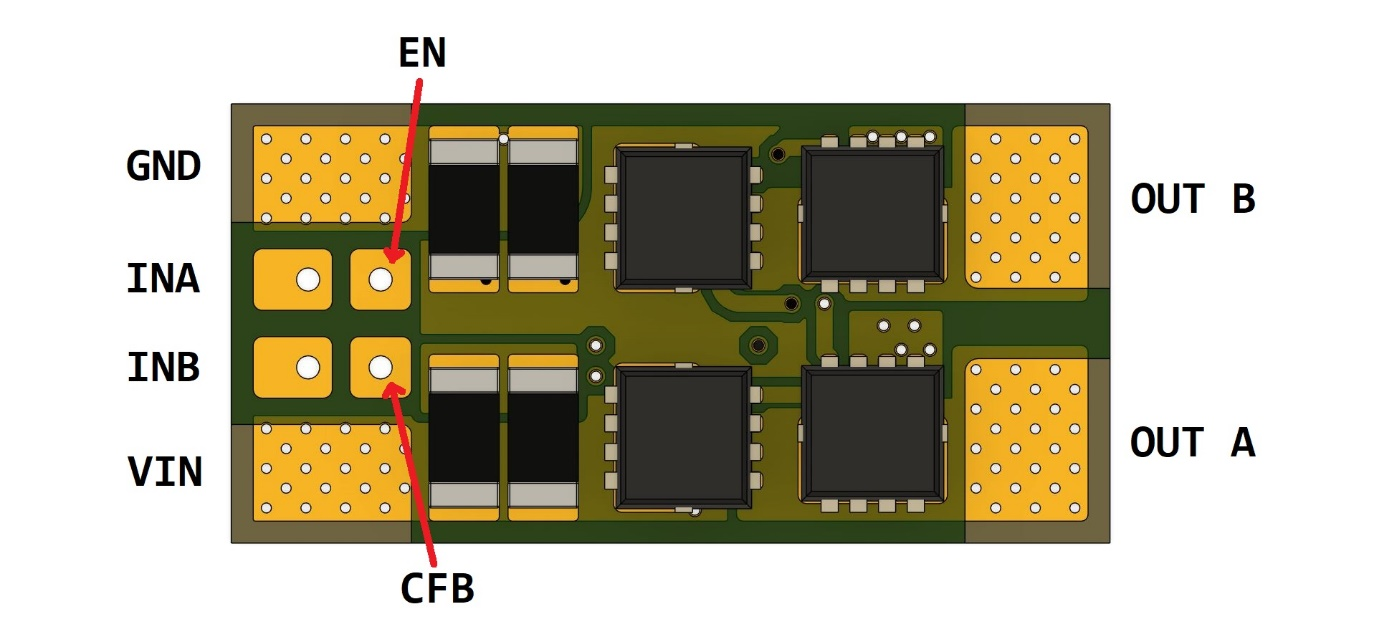 EN
GND
OUT B
INA
INB
OUT A
VIN
CFB